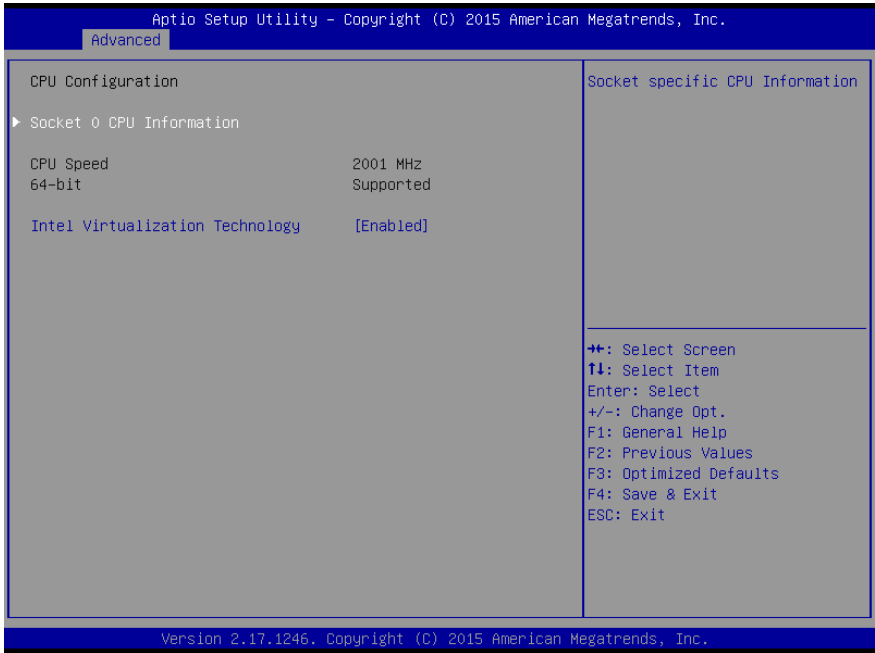 Aptio Setup Utility – Copyright (C) 2015 American Megatrends, Inc.
Advanced
CPU Configuration
Socket 0 CPU Information
CPU Speed 2001 MHz
64-bit Supported
Intel Virtualization Technology [Enabled]
Socket specific CPU Information
→←: Select Screen
↑↓: Select Item
Enter: Select
+/-: Change Opt.
F1: General Help
F2: Previous Values
F3: Optimized Defaults
F4: Save & Exit
ESC: Exit
Version 2.17.1246. Copyright (C) 2015 American Megatrends, Inc.